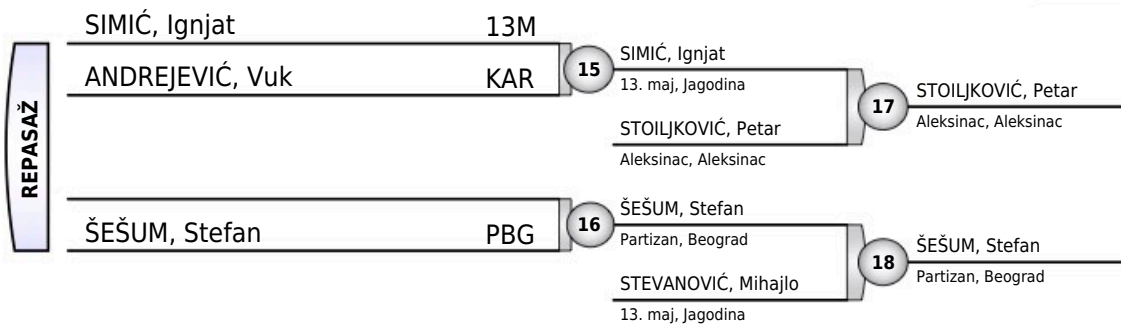 REPASAŽ
SIMIĆ, Ignjat 13M
ANDREJEVIĆ, Vuk KAR
15
SIMIĆ, Ignjat
13. maj, Jagodina
STOILJKOVIĆ, Petar
Aleksinac, Aleksinac
17
STOILJKOVIĆ, Petar
Aleksinac, Aleksinac
ŠEŠUM, Stefan PBG
16
ŠEŠUM, Stefan
Partizan, Beograd
STEVANOVIĆ, Mihajlo
13. maj, Jagodina
18
ŠEŠUM, Stefan
Partizan, Beograd